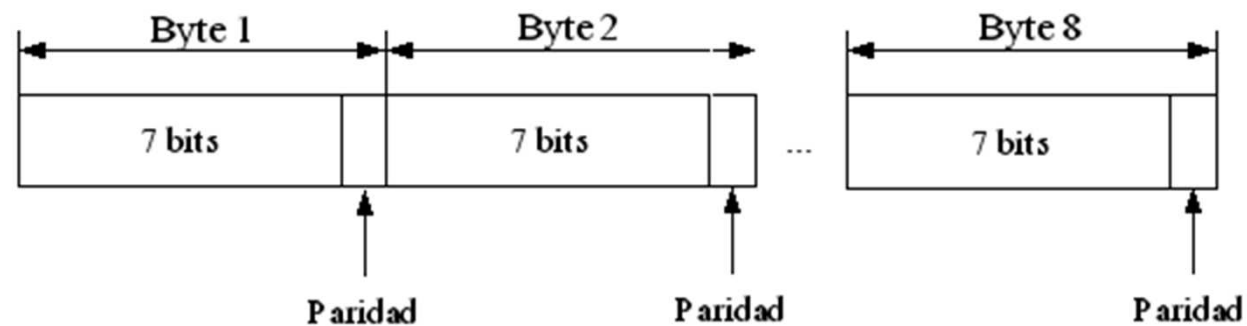 Byte 1 Byte 2 Byte 8
7 bits 7 bits ... 7 bits
Paridad Paridad Paridad